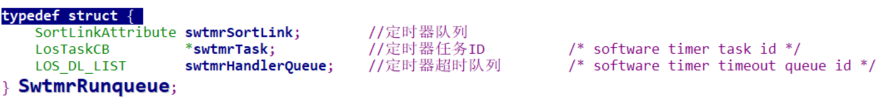 typedef struct {
SortLinkAttribute swtmrSortLink; //定时器队列
LosTaskCB *swtmrTask; //定时器任务ID /* software timer task id */
LOS_DL_LIST swtmrHandlerQueue; //定时器超时队列 /* software timer timeout queue id */
} SwtmrRunqueue;